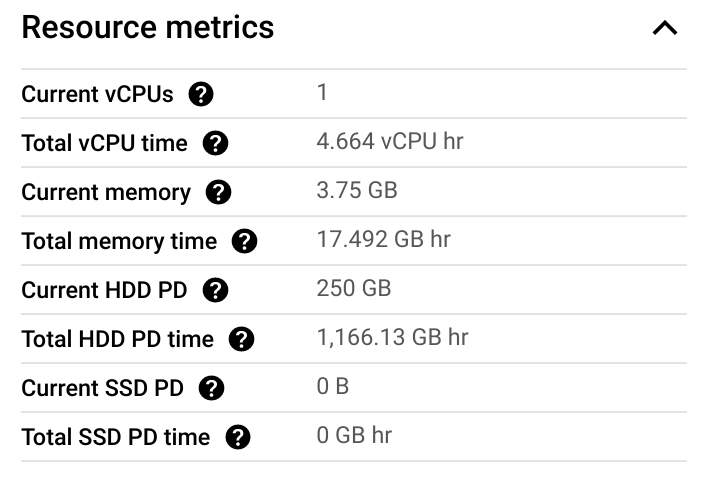 Resource metrics
Current vCPUs ? 1
Total vCPU time ? 4.664 vCPU hr
Current memory ? 3.75 GB
Total memory time ? 17.492 GB hr
Current HDD PD ? 250 GB
Total HDD PD time ? 1,166.13 GB hr
Current SSD PD ? 0 B
Total SSD PD time ? 0 GB hr